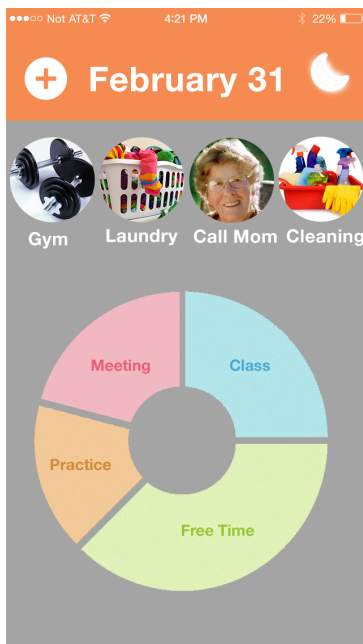 Not AT&T 4:21 PM 22%
February 31
Gym Laundry Call Mom Cleaning
Meeting Class
Practice
Free Time